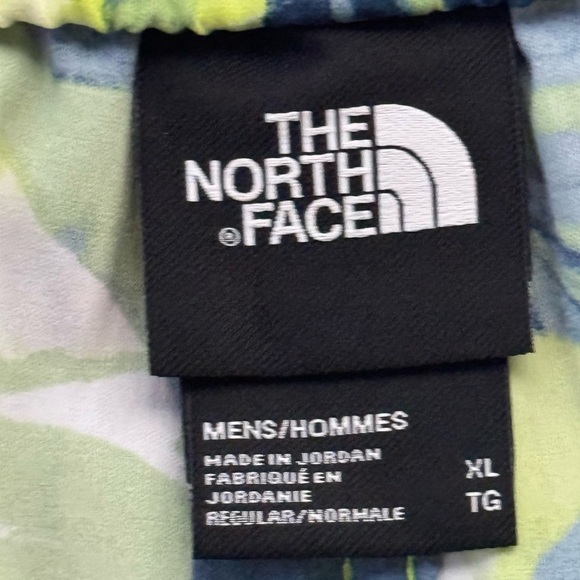 THE
NORTH
®FACE
MENS/HOMMES
MADE IN JORDAN
FABRIQUÉ EN
JORDANIE
REGULAR/NORMALE
XL
TG